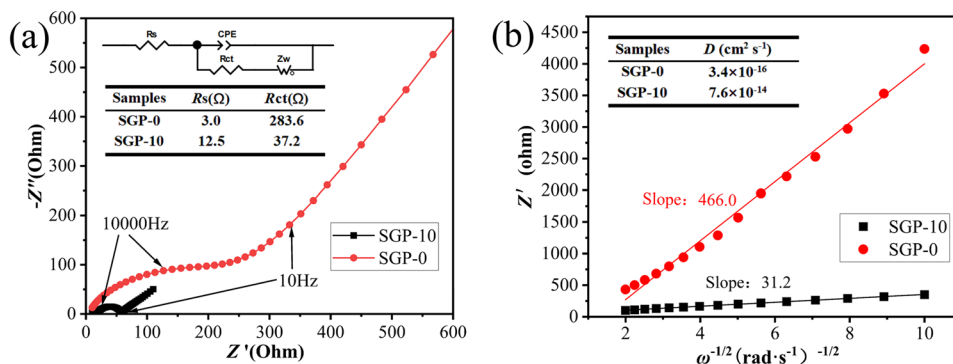 (a)
600
500
400
300
200
100
0
-Z''(Ohm)
Rs
CPE
Rct
Zw
Samples Rs(Ω) Rct(Ω)
SGP-0 3.0 283.6
SGP-10 12.5 37.2
10000Hz
10Hz
SGP-10
SGP-0
0 100 200 300 400 500 600
Z'(Ohm)
(b)
4500
4000
3500
3000
2500
2000
1500
1000
500
0
Z' (ohm)
Samples D (cm² s⁻¹)
SGP-0 3.4×10⁻¹⁶
SGP-10 7.6×10⁻¹⁴
Slope：466.0
SGP-10
SGP-0
Slope：31.2
0 2 4 6 8 10
ω⁻¹/² (rad·s⁻¹) ⁻¹/²